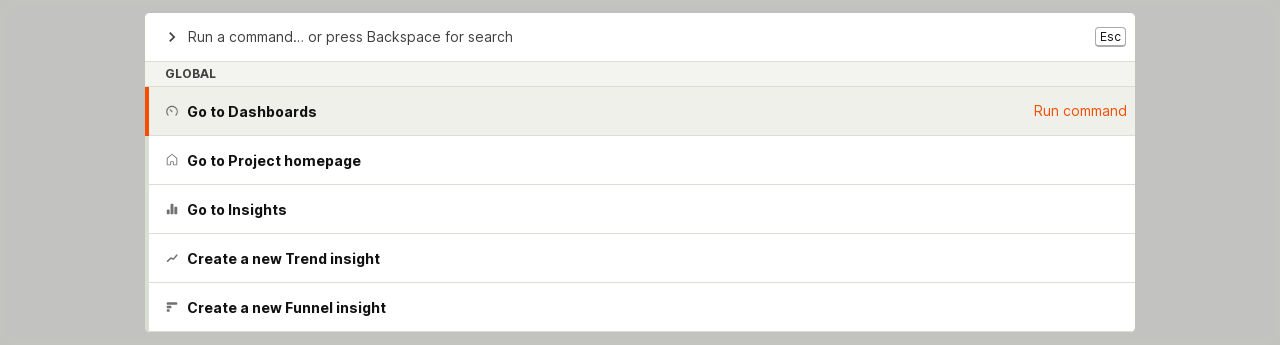 Run a command… or press Backspace for search
Esc
GLOBAL
Go to Dashboards
Run command
Go to Project homepage
Go to Insights
Create a new Trend insight
Create a new Funnel insight